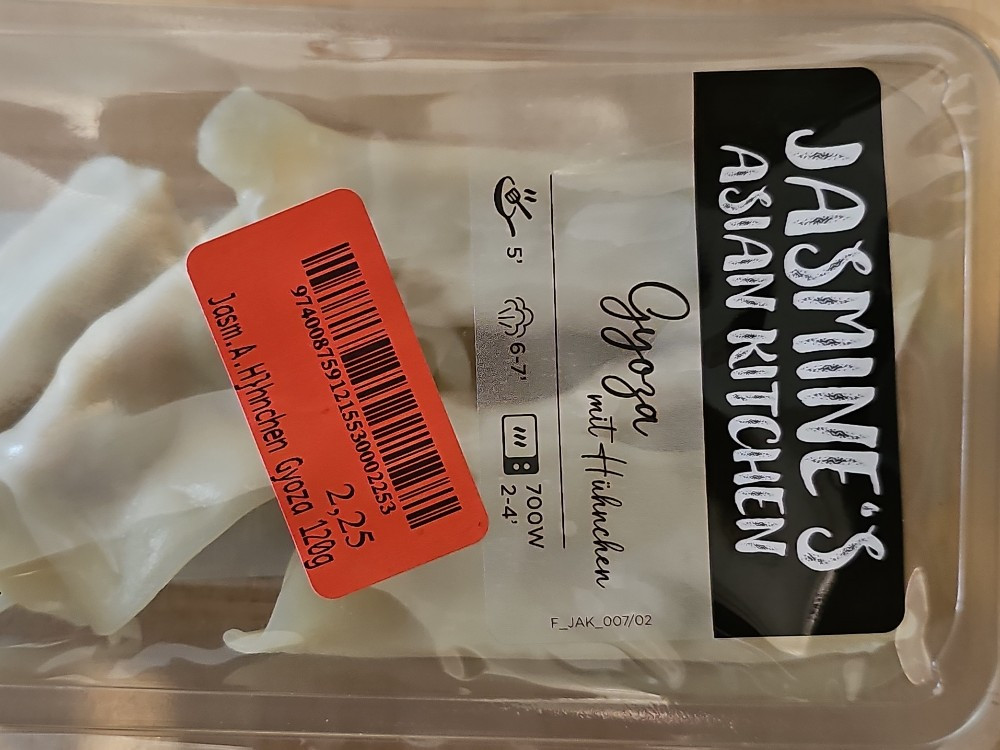 JASMINE'S
ASIAN KITCHEN
Gyoza
mit Hühnchen
5'
6-7'
700W
2-4'
F_JAK_007/02
9740087591215530002253
2,25
Jasm.A.H}hnchen Gyoza 120g